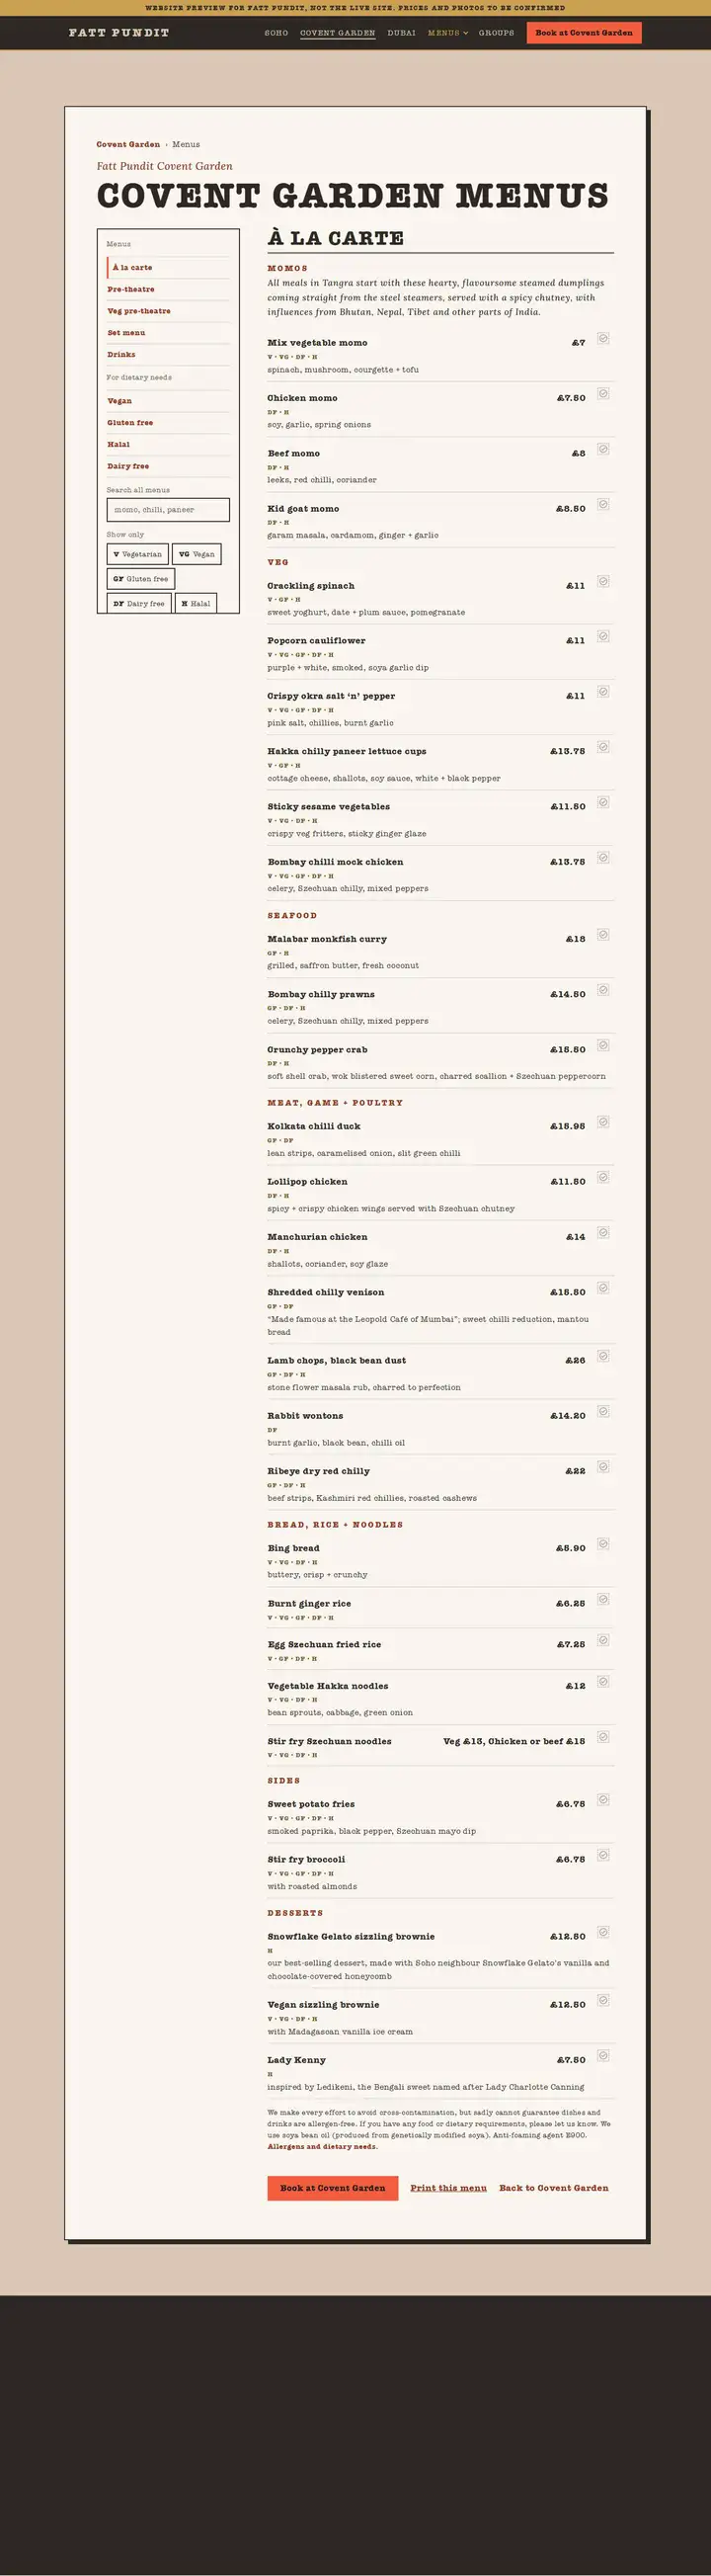 WEBSITE PREVIEW FOR FATT PUNDIT, NOT THE LIVE SITE. PRICES AND PHOTOS TO BE CONFIRMED
FATT PUNDIT
SOHO
COVENT GARDEN
DUBAI
MENUS
GROUPS
Book at Covent Garden
Covent Garden › Menus
Fatt Pundit Covent Garden
COVENT GARDEN MENUS
Menus
À la carte
Pre-theatre
Veg pre-theatre
Set menu
Drinks
For dietary needs
Vegan
Gluten free
Halal
Dairy free
Search all menus
momo, chilli, paneer
Show only
V Vegetarian
VG Vegan
GF Gluten free
DF Dairy free
H Halal
À LA CARTE
MOMOS
All meals in Tangra start with these hearty, flavoursome steamed dumplings
coming straight from the steel steamers, served with a spicy chutney, with
influences from Bhutan, Nepal, Tibet and other parts of India.
Mix vegetable momo £7
V · VG · DF · H
spinach, mushroom, courgette + tofu
Chicken momo £7.50
DF · H
soy, garlic, spring onions
Beef momo £8
DF · H
leeks, red chilli, coriander
Kid goat momo £8.50
DF · H
garam masala, cardamom, ginger + garlic
VEG
Crackling spinach £11
V · GF · H
sweet yoghurt, date + plum sauce, pomegranate
Popcorn cauliflower £11
V · VG · GF · DF · H
purple + white, smoked, soya garlic dip
Crispy okra salt ‘n’ pepper £11
V · VG · GF · DF · H
pink salt, chillies, burnt garlic
Hakka chilly paneer lettuce cups £13.75
V · GF · H
cottage cheese, shallots, soy sauce, white + black pepper
Sticky sesame vegetables £11.50
V · VG · DF · H
crispy veg fritters, sticky ginger glaze
Bombay chilli mock chicken £13.75
V · VG · GF · DF · H
celery, Szechuan chilly, mixed peppers
SEAFOOD
Malabar monkfish curry £18
GF · H
grilled, saffron butter, fresh coconut
Bombay chilly prawns £14.50
GF · DF · H
celery, Szechuan chilly, mixed peppers
Crunchy pepper crab £15.50
DF · H
soft shell crab, wok blistered sweet corn, charred scallion + Szechuan peppercorn
MEAT, GAME + POULTRY
Kolkata chilli duck £15.95
GF · DF
lean strips, caramelised onion, slit green chilli
Lollipop chicken £11.50
DF · H
spicy + crispy chicken wings served with Szechuan chutney
Manchurian chicken £14
DF · H
shallots, coriander, soy glaze
Shredded chilly venison £15.50
GF · DF
“Made famous at the Leopold Café of Mumbai”; sweet chilli reduction, mantou
bread
Lamb chops, black bean dust £26
GF · DF · H
stone flower masala rub, charred to perfection
Rabbit wontons £14.20
DF
burnt garlic, black bean, chilli oil
Ribeye dry red chilly £22
GF · DF · H
beef strips, Kashmiri red chillies, roasted cashews
BREAD, RICE + NOODLES
Bing bread £5.90
V · VG · DF · H
buttery, crisp + crunchy
Burnt ginger rice £6.25
V · VG · GF · DF · H
Egg Szechuan fried rice £7.25
V · GF · DF · H
Vegetable Hakka noodles £12
V · VG · DF · H
bean sprouts, cabbage, green onion
Stir fry Szechuan noodles Veg £13, Chicken or beef £15
V · VG · DF · H
SIDES
Sweet potato fries £6.75
V · VG · GF · DF · H
smoked paprika, black pepper, Szechuan mayo dip
Stir fry broccoli £6.75
V · VG · GF · DF · H
with roasted almonds
DESSERTS
Snowflake Gelato sizzling brownie £12.50
H
our best-selling dessert, made with Soho neighbour Snowflake Gelato’s vanilla and
chocolate-covered honeycomb
Vegan sizzling brownie £12.50
V · VG · DF · H
with Madagascan vanilla ice cream
Lady Kenny £7.50
H
inspired by Ledikeni, the Bengali sweet named after Lady Charlotte Canning
We make every effort to avoid cross-contamination, but sadly cannot guarantee dishes and
drinks are allergen-free. If you have any food or dietary requirements, please let us know. We
use soya bean oil (produced from genetically modified soya). Anti-foaming agent E900.
Allergens and dietary needs.
Book at Covent Garden
Print this menu
Back to Covent Garden